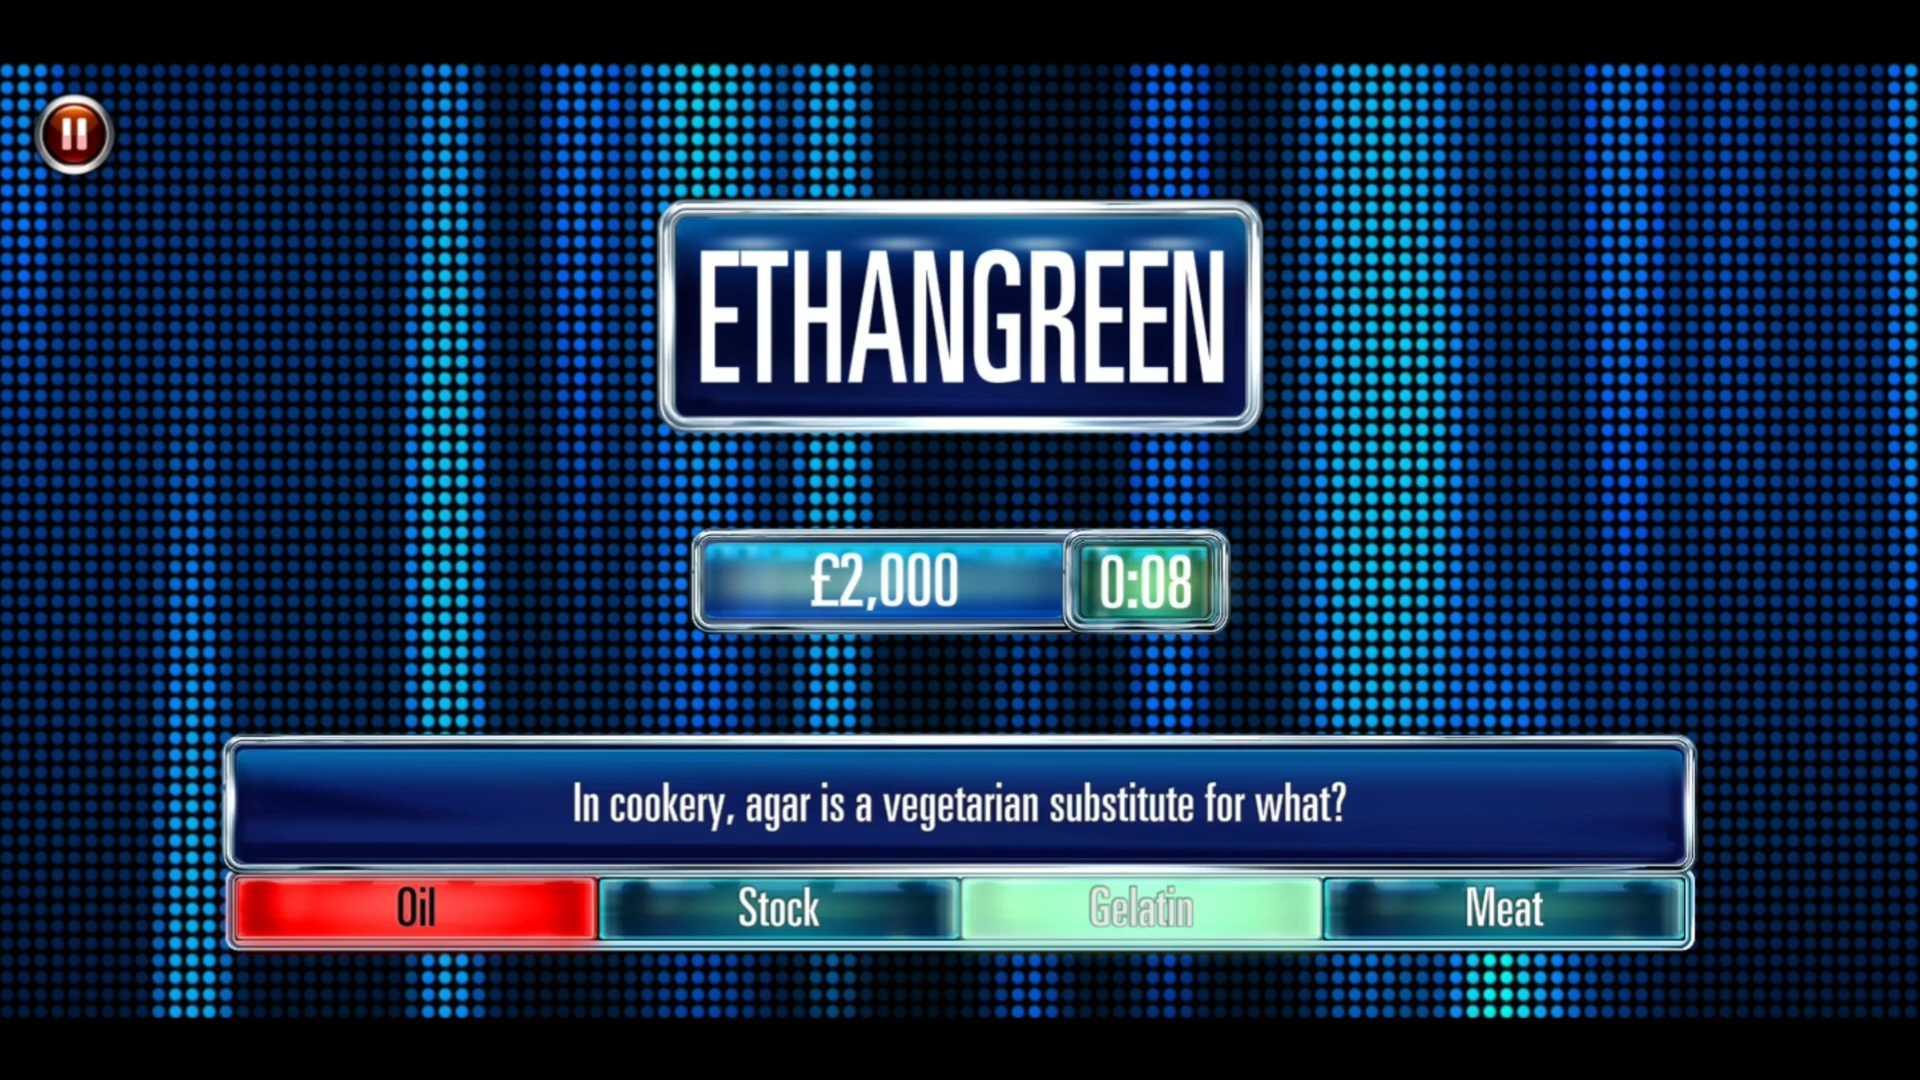 ETHANGREEN
£2,000 0:08
In cookery, agar is a vegetarian substitute for what?
Oil Stock Gelatin Meat